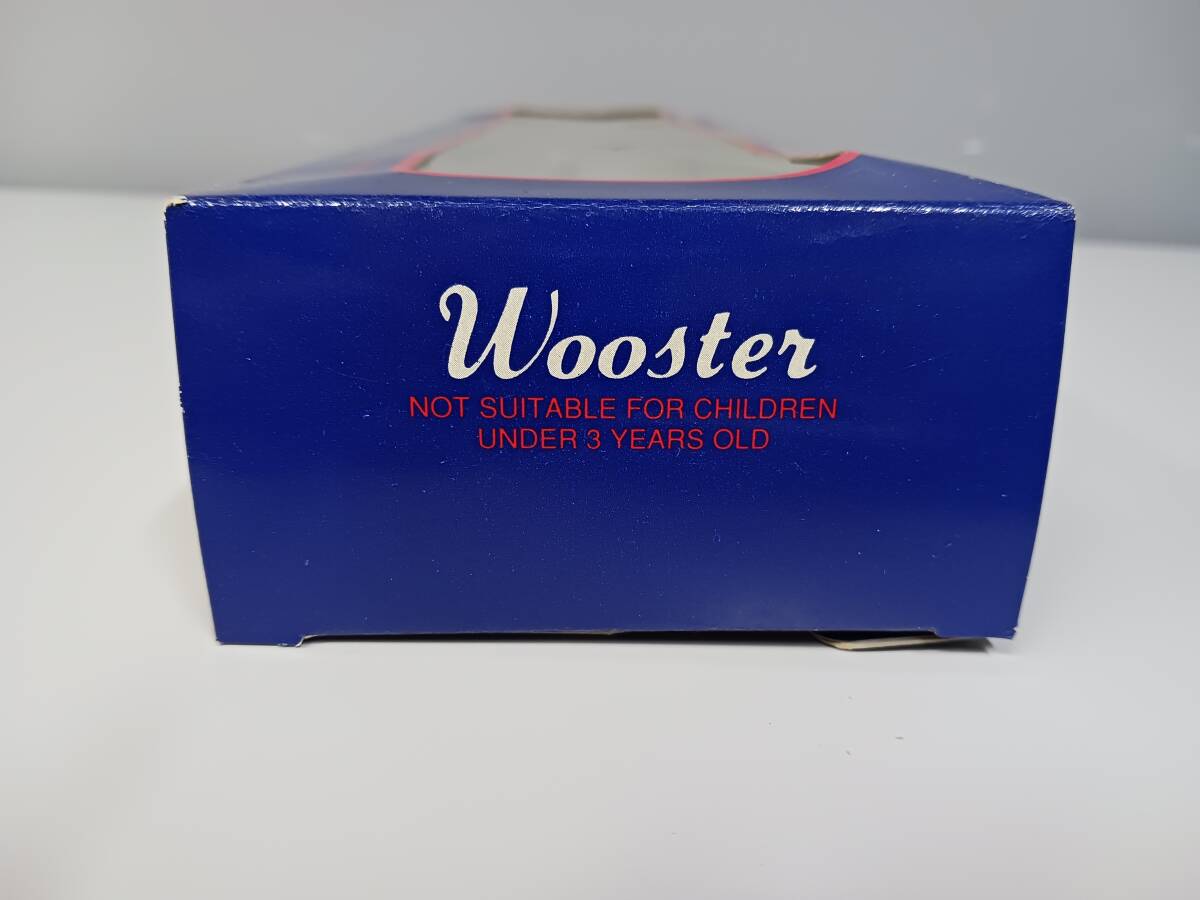 Wooster
NOT SUITABLE FOR CHILDREN
UNDER 3 YEARS OLD